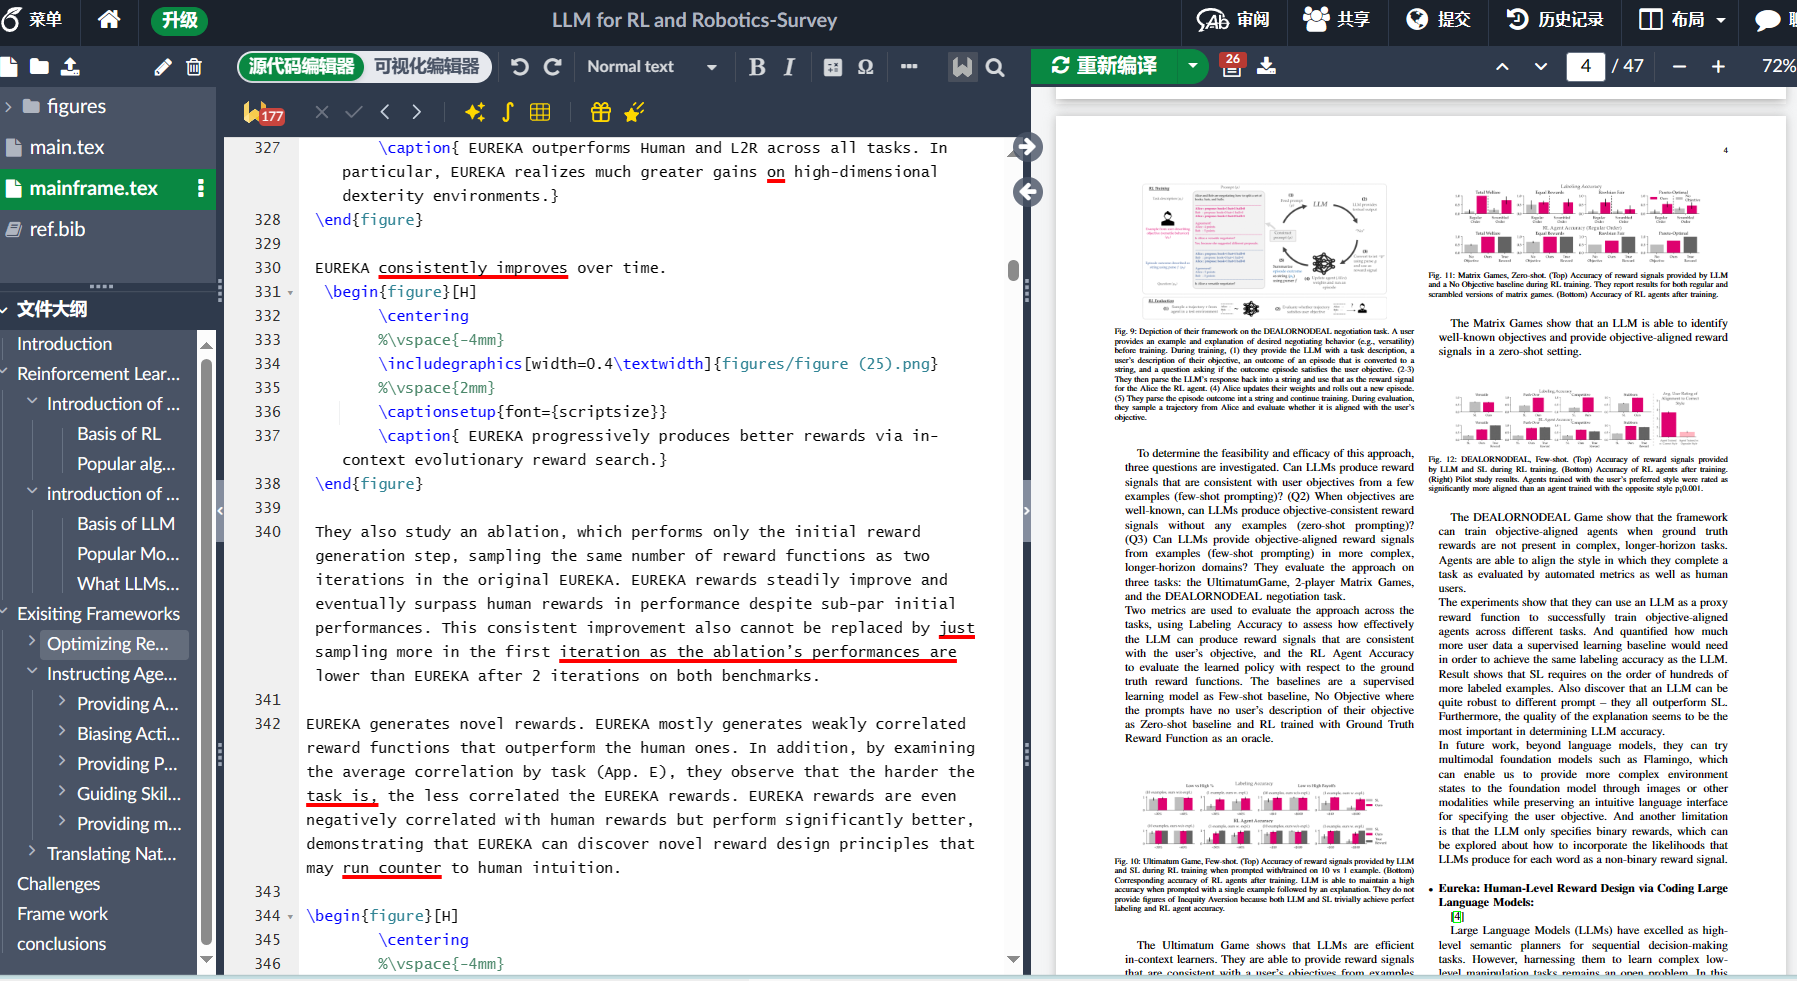 菜单
升级
LLM for RL and Robotics-Survey
审阅
共享
提交
历史记录
布局
源代码编辑器
可视化编辑器
Normal text
B I
Ω
重新编译
26
4 / 47
72%
177
figures
main.tex
mainframe.tex
ref.bib
文件大纲
Introduction
Reinforcement Lear...
Introduction of ...
Basis of RL
Popular alg...
introduction of ...
Basis of LLM
Popular Mo...
What LLMs...
Exisiting Frameworks
Optimizing Re...
Instructing Age...
Providing A...
Biasing Acti...
Providing P...
Guiding Skil...
Providing m...
Translating Nat...
Challenges
Frame work
conclusions
327 \caption{ EUREKA outperforms Human and L2R across all tasks. In
particular, EUREKA realizes much greater gains on high-dimensional
dexterity environments.}
328 \end{figure}
329
330 EUREKA consistently improves over time.
331 \begin{figure}[H]
332 \centering
333 %\vspace{-4mm}
334 \includegraphics[width=0.4\textwidth]{figures/figure (25).png}
335 %\vspace{2mm}
336 \captionsetup{font={scriptsize}}
337 \caption{ EUREKA progressively produces better rewards via in-
context evolutionary reward search.}
338 \end{figure}
339
340 They also study an ablation, which performs only the initial reward
generation step, sampling the same number of reward functions as two
iterations in the original EUREKA. EUREKA rewards steadily improve and
eventually surpass human rewards in performance despite sub-par initial
performances. This consistent improvement also cannot be replaced by just
sampling more in the first iteration as the ablation’s performances are
lower than EUREKA after 2 iterations on both benchmarks.
341
342 EUREKA generates novel rewards. EUREKA mostly generates weakly correlated
reward functions that outperform the human ones. In addition, by examining
the average correlation by task (App. E), they observe that the harder the
task is, the less correlated the EUREKA rewards. EUREKA rewards are even
negatively correlated with human rewards but perform significantly better,
demonstrating that EUREKA can discover novel reward design principles that
may run counter to human intuition.
343
344 \begin{figure}[H]
345 \centering
346 %\vspace{-4mm}
4
LLM
Fig. 9: Depiction of their framework on the DEALORNODEAL negotiation task. A user
provides an example and explanation of desired negotiating behavior (e.g., versatility)
before training. During training, (1) they provide the LLM with a task description, a
user's description of their objective, an outcome of an episode that is converted to a
string, and a question asking if the outcome episode satisfies the user objective. (2-3)
They then parse the LLM's response back into a string and use that as the reward signal
for the Alice the RL agent. (4) Alice updates their weights and rolls out a new episode.
(5) They parse the episode outcome int a string and continue training. During evaluation,
they sample a trajectory from Alice and evaluate whether it is aligned with the user's
objective.
To determine the feasibility and efficacy of this approach,
three questions are investigated. Can LLMs produce reward
signals that are consistent with user objectives from a few
examples (few-shot prompting)? (Q2) When objectives are
well-known, can LLMs produce objective-consistent reward
signals without any examples (zero-shot prompting)?
(Q3) Can LLMs provide objective-aligned reward signals
from examples (few-shot prompting) in more complex,
longer-horizon domains? They evaluate the approach on
three tasks: the UltimatumGame, 2-player Matrix Games,
and the DEALORNODEAL negotiation task.
Two metrics are used to evaluate the approach across the
tasks, using Labeling Accuracy to assess how effectively
the LLM can produce reward signals that are consistent
with the user's objective, and the RL Agent Accuracy
to evaluate the learned policy with respect to the ground
truth reward functions. The baselines are a supervised
learning model as Few-shot baseline, No Objective where
the prompts have no user's description of their objective
as Zero-shot baseline and RL trained with Ground Truth
Reward Function as an oracle.
Labeling Accuracy
RL Agent Accuracy
Fig. 10: Ultimatum Game, Few-shot. (Top) Accuracy of reward signals provided by LLM
and SL during RL training when prompted with/trained on 10 vs 1 example. (Bottom)
Corresponding accuracy of RL agents after training. LLM is able to maintain a high
accuracy when prompted with a single example followed by an explanation. They do not
provide figures of Inequity Aversion because both LLM and SL trivially achieve perfect
labeling and RL agent accuracy.
The Ultimatum Game shows that LLMs are efficient
in-context learners. They are able to provide reward signals
that are consistent with a user's objectives from examples
Labeling Accuracy
Total Welfare Equal Rewards Rawlsian Fair Pareto-Optimal
RL Agent Accuracy (Regular Order)
Total Welfare Equal Rewards Rawlsian Fair Pareto-Optimal
Fig. 11: Matrix Games, Zero-shot. (Top) Accuracy of reward signals provided by LLM
and a No Objective baseline during RL training. They report results for both regular and
scrambled versions of matrix games. (Bottom) Accuracy of RL agents after training.
The Matrix Games show that an LLM is able to identify
well-known objectives and provide objective-aligned reward
signals in a zero-shot setting.
Labeling Accuracy
Fig. 12: DEALORNODEAL, Few-shot. (Top) Accuracy of reward signals provided
by LLM and SL during RL training. (Bottom) Accuracy of RL agents after training.
(Right) Pilot study results. Agents trained with the user's preferred style were rated as
significantly more aligned than an agent trained with the opposite style p¡0.001.
The DEALORNODEAL Game show that the framework
can train objective-aligned agents when ground truth
rewards are not present in complex, longer-horizon tasks.
Agents are able to align the style in which they complete a
task as evaluated by automated metrics as well as human
users.
The experiments show that they can use an LLM as a proxy
reward function to successfully train objective-aligned
agents across different tasks. And quantified how much
more user data a supervised learning baseline would need
in order to achieve the same labeling accuracy as the LLM.
Result shows that SL requires on the order of hundreds of
more labeled examples. Also discover that an LLM can be
quite robust to different prompt – they all outperform SL.
Furthermore, the quality of the explanation seems to be the
most important in determining LLM accuracy.
In future work, beyond language models, they can try
multimodal foundation models such as Flamingo, which
can enable us to provide more complex environment
states to the foundation model through images or other
modalities while preserving an intuitive language interface
for specifying the user objective. And another limitation
is that the LLM only specifies binary rewards, which can
be explored about how to incorporate the likelihoods that
LLMs produce for each word as a non-binary reward signal.
• Eureka: Human-Level Reward Design via Coding Large
Language Models:
[4]
Large Language Models (LLMs) have excelled as high-
level semantic planners for sequential decision-making
tasks. However, harnessing them to learn complex low-
level manipulation tasks remains an open problem. In this